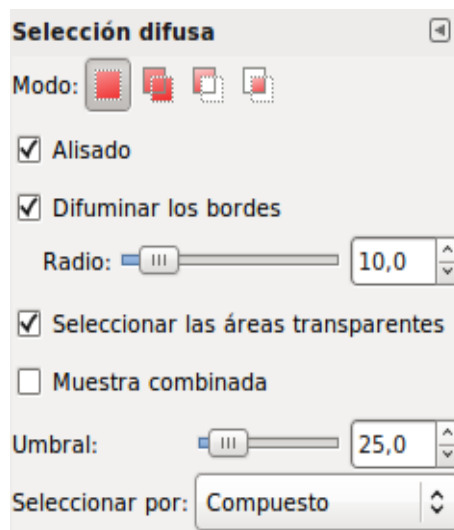 Selección difusa
Modo:
Alisado
Difuminar los bordes
Radio: 10,0
Seleccionar las áreas transparentes
Muestra combinada
Umbral: 25,0
Seleccionar por: Compuesto